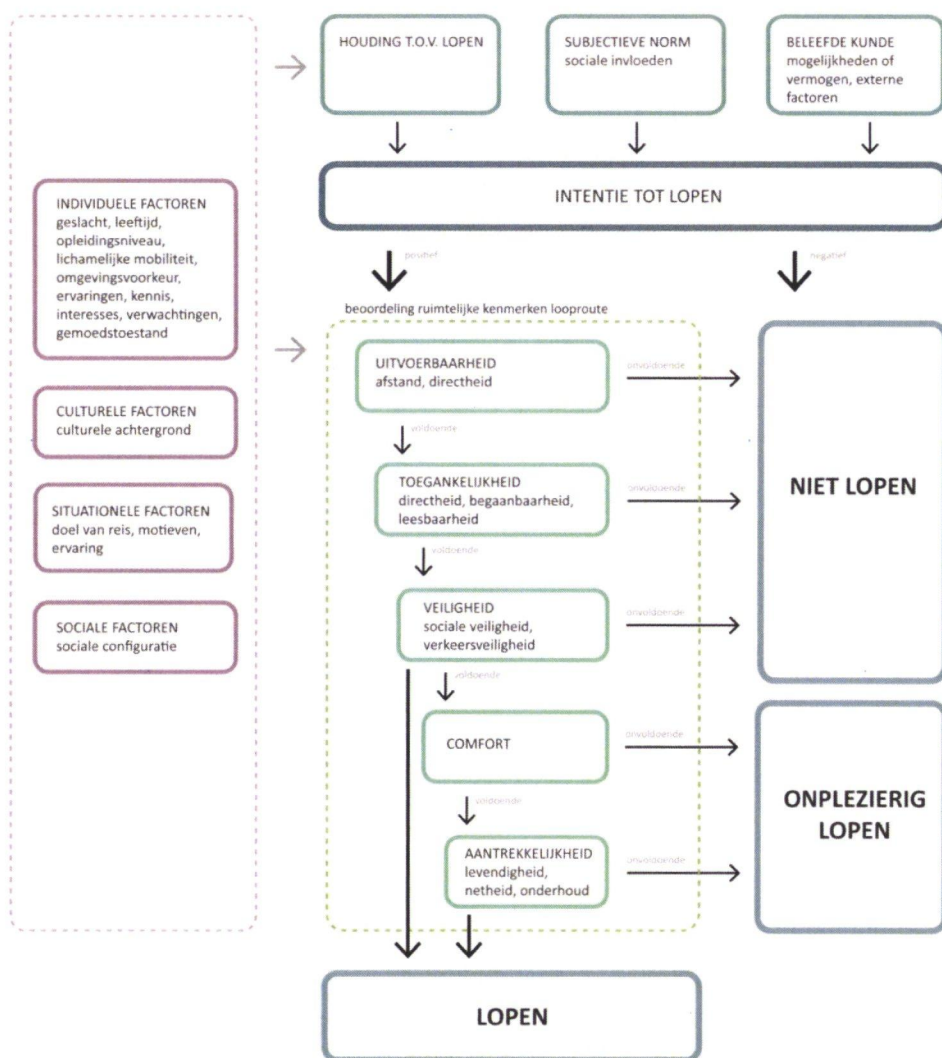 HOUDING T.O.V. LOPEN
SUBJECTIEVE NORM
sociale invloeden
BELEEFDE KUNDE
mogelijkheden of
vermogen, externe
factoren
INTENTIE TOT LOPEN
positief
negatief
INDIVIDUELE FACTOREN
geslacht, leeftijd,
opleidingsniveau,
lichamelijke mobiliteit,
omgevingsvoorkeur,
ervaringen, kennis,
interesses, verwachtingen,
gemoedstoestand
CULTURELE FACTOREN
culturele achtergrond
SITUATIONELE FACTOREN
doel van reis, motieven,
ervaring
SOCIALE FACTOREN
sociale configuratie
beoordeling ruimtelijke kenmerken looproute
UITVOERBAARHEID
afstand, directheid
onvoldoende
voldoende
TOEGANKELIJKHEID
directheid, begaanbaarheid,
leesbaarheid
onvoldoende
voldoende
VEILIGHEID
sociale veiligheid,
verkeersveiligheid
onvoldoende
voldoende
NIET LOPEN
COMFORT
onvoldoende
voldoende
AANTREKKELIJKHEID
levendigheid,
netheid, onderhoud
onvoldoende
ONPLEZIERIG
LOPEN
LOPEN